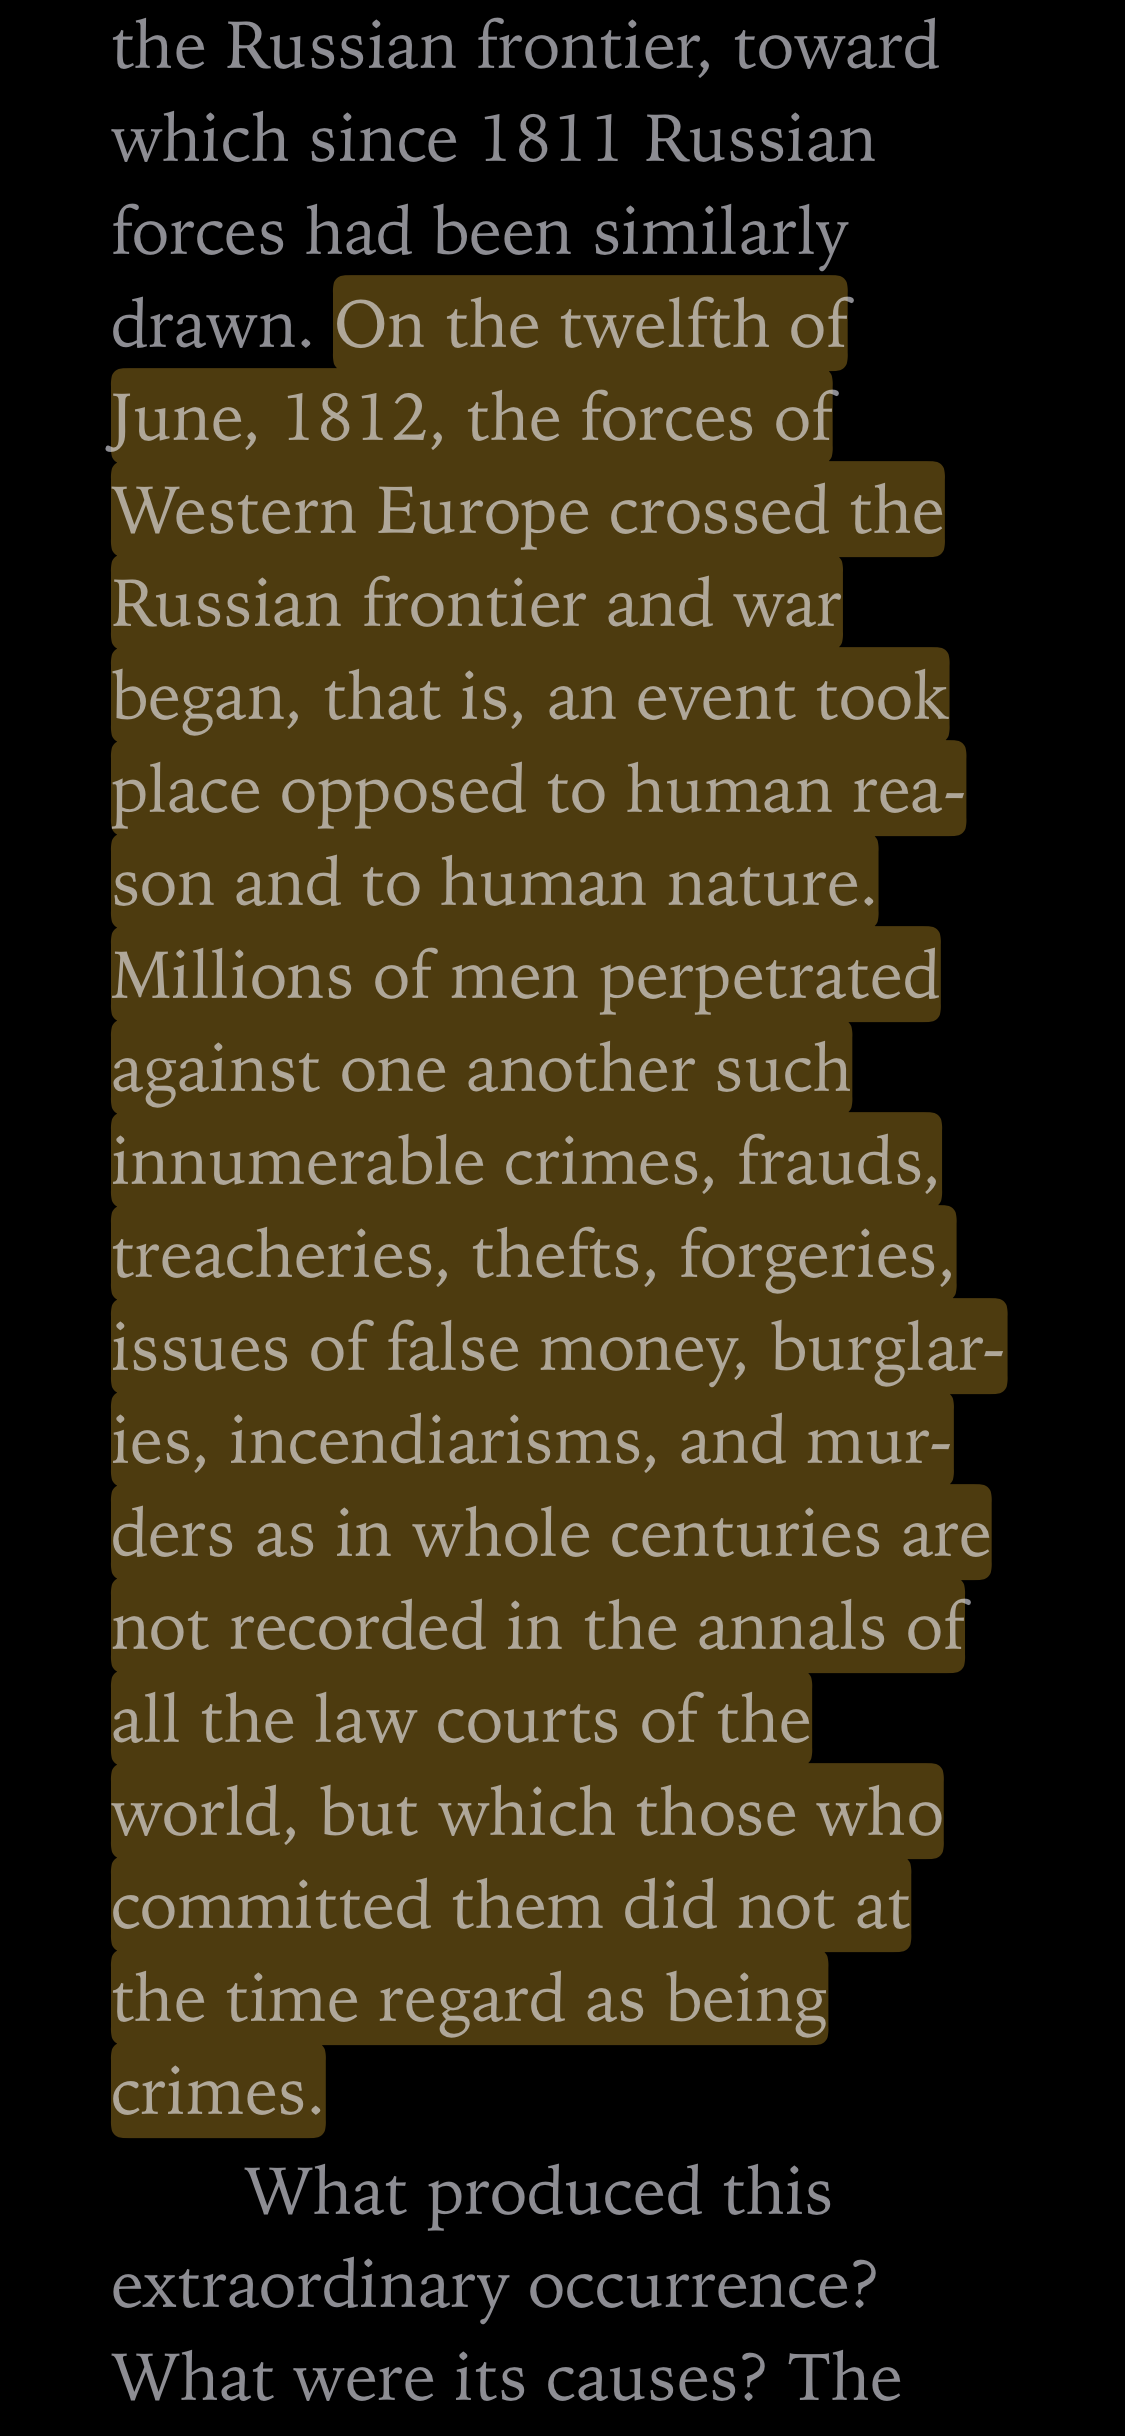 the Russian frontier, toward
which since 1811 Russian
forces had been similarly
drawn. On the twelfth of
June, 1812, the forces of
Western Europe crossed the
Russian frontier and war
began, that is, an event took
place opposed to human rea-
son and to human nature.
Millions of men perpetrated
against one another such
innumerable crimes, frauds,
treacheries, thefts, forgeries,
issues of false money, burglar-
ies, incendiarisms, and mur-
ders as in whole centuries are
not recorded in the annals of
all the law courts of the
world, but which those who
committed them did not at
the time regard as being
crimes.
What produced this
extraordinary occurrence?
What were its causes? The